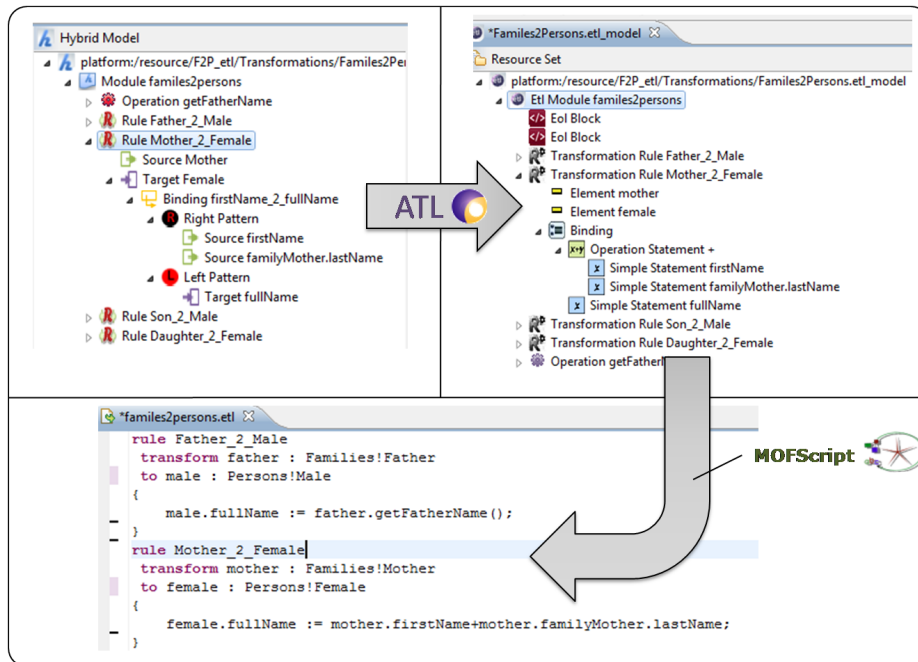 Hybrid Model
platform:/resource/F2P_etl/Transformations/Families2Per
Module familes2persons
Operation getFatherName
Rule Father_2_Male
Rule Mother_2_Female
Source Mother
Target Female
Binding firstName_2_fullName
Right Pattern
Source firstName
Source familyMother.lastName
Left Pattern
Target fullName
Rule Son_2_Male
Rule Daughter_2_Female
ATL
*Familes2Persons.etl_model
Resource Set
platform:/resource/F2P_etl/Transformations/Familes2Persons.etl_model
Etl Module familes2persons
Eol Block
Eol Block
Transformation Rule Father_2_Male
Transformation Rule Mother_2_Female
Element mother
Element female
Binding
Operation Statement +
Simple Statement firstName
Simple Statement familyMother.lastName
Simple Statement fullName
Transformation Rule Son_2_Male
Transformation Rule Daughter_2_Female
Operation getFather
MOFScript
*familes2persons.etl
rule Father_2_Male
transform father : Families!Father
to male : Persons!Male
{
male.fullName := father.getFatherName();
}
rule Mother_2_Female
transform mother : Families!Mother
to female : Persons!Female
{
female.fullName := mother.firstName+mother.familyMother.lastName;
}